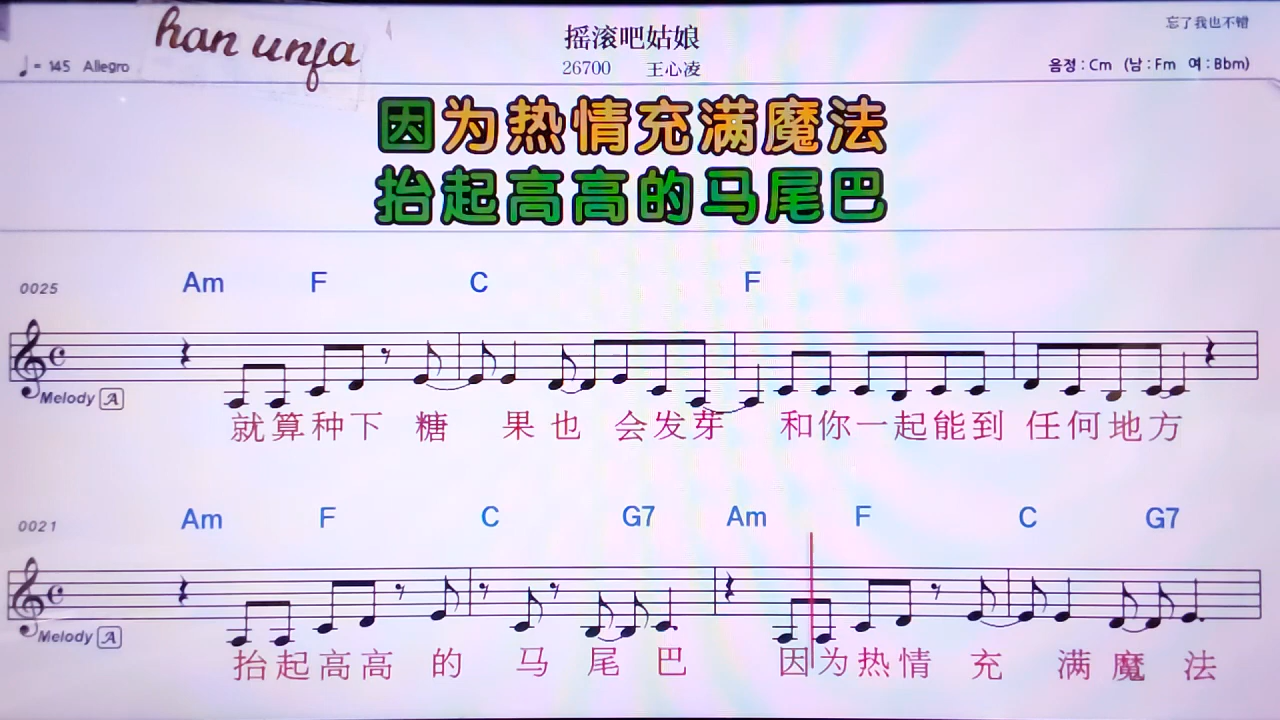 han unfa
摇滚吧姑娘
忘了我也不错
♩= 145 Allegro
26700 王心凌
음정 : Cm (남 : Fm 여 : Bbm)
因为热情充满魔法
抬起高高的马尾巴
0025 Am F C F
Melody A
就算种下糖果也会发芽 和你一起能到任何地方
0021 Am F C G7 Am F C G7
Melody A
抬起高高的马尾巴 因为热情充满魔法